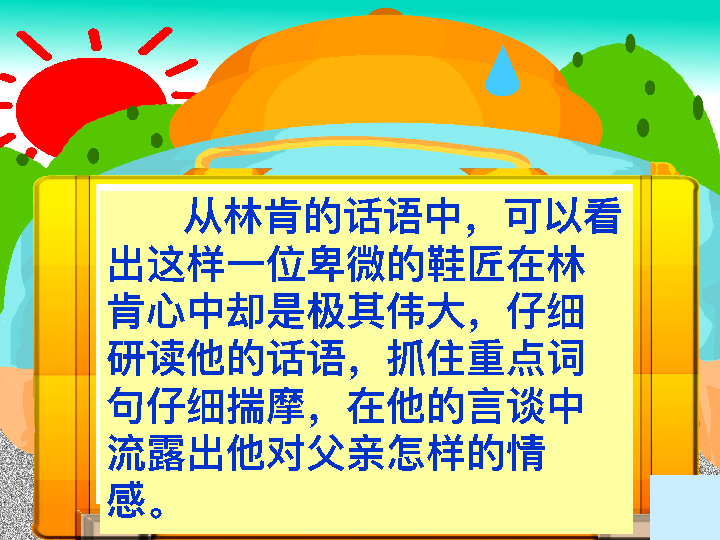 从林肯的话语中，可以看
出这样一位卑微的鞋匠在林
肯心中却是极其伟大，仔细
研读他的话语，抓住重点词
句仔细揣摩，在他的言谈中
流露出他对父亲怎样的情
感。